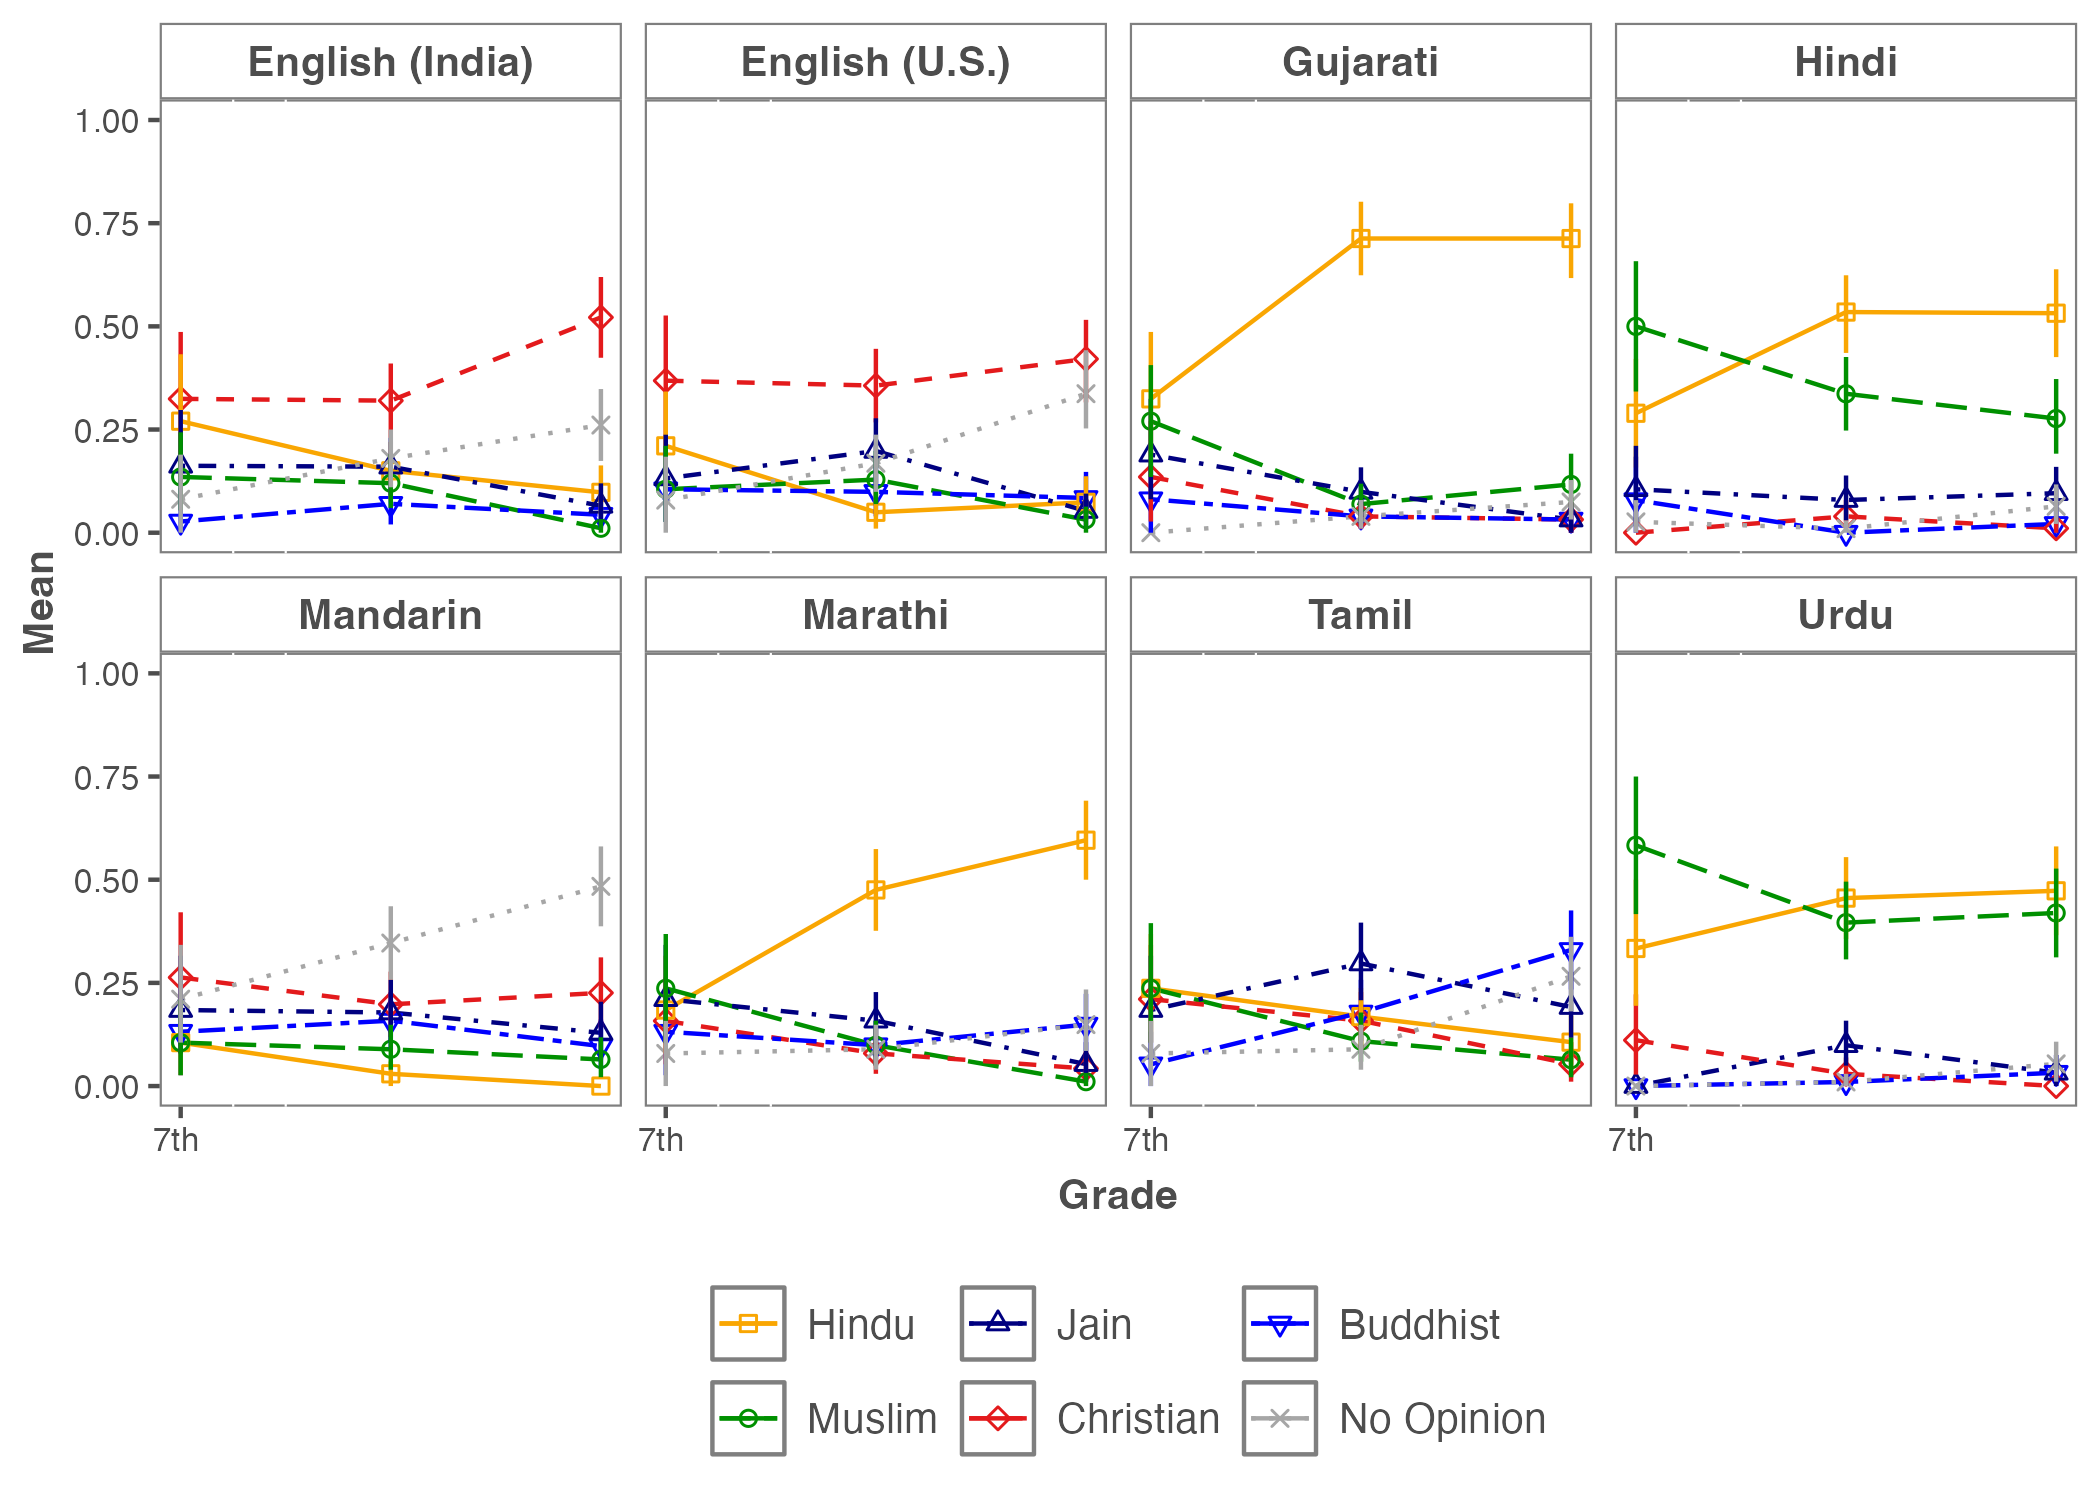 English (India) English (U.S.) Gujarati Hindi
1.00
0.75
0.50
0.25
0.00
Mandarin Marathi Tamil Urdu
1.00
0.75
0.50
0.25
0.00
Mean
7th 7th 7th 7th
Grade
Hindu Jain Buddhist
Muslim Christian No Opinion